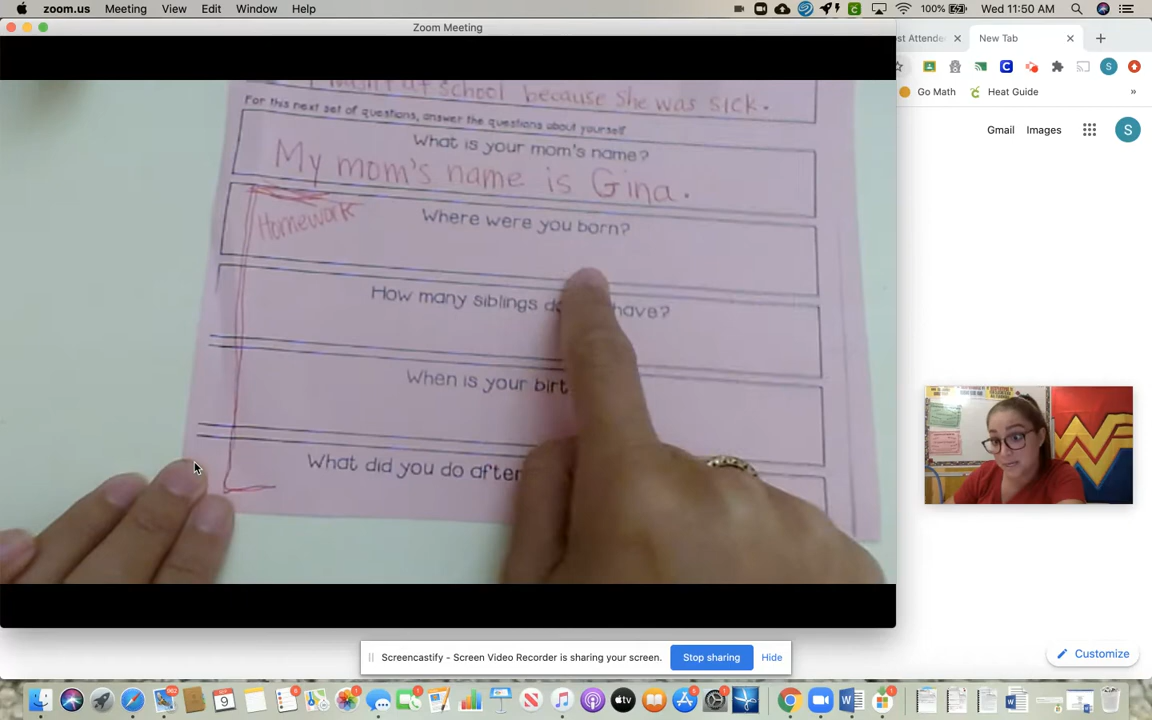 zoom.us Meeting View Edit Window Help
100% Wed 11:50 AM
Zoom Meeting
New Tab
Go Math
Heat Guide
»
Gmail Images
S
at school because she was sick.
For this next set of questions, answer the questions about yourself
What is your mom's name?
My mom's name is Gina.
Homework
Where were you born?
How many siblings have?
When is your
What did you do after
Screencastify - Screen Video Recorder is sharing your screen.
Stop sharing
Hide
Customize